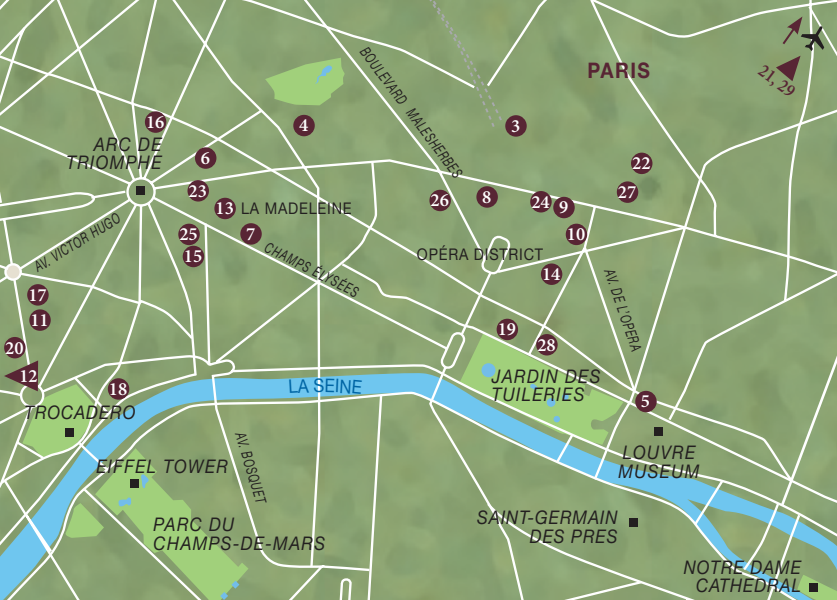 PARIS
21, 29
BOULEVARD MALESHERBES
16
4
3
ARC DE
TRIOMPHE
6
22
23
27
26
8
24
9
13
LA MADELEINE
25
7
10
AV. VICTOR HUGO
15
CHAMPS ÉLYSÉES
OPÉRA DISTRICT
14
17
AV. DE L'OPERA
11
19
20
28
12
18
LA SEINE
JARDIN DES
TUILERIES
5
TROCADERO
LOUVRE
MUSEUM
EIFFEL TOWER
AV. BOSQUET
PARC DU
CHAMPS-DE-MARS
SAINT-GERMAIN
DES PRES
NOTRE DAME
CATHEDRAL